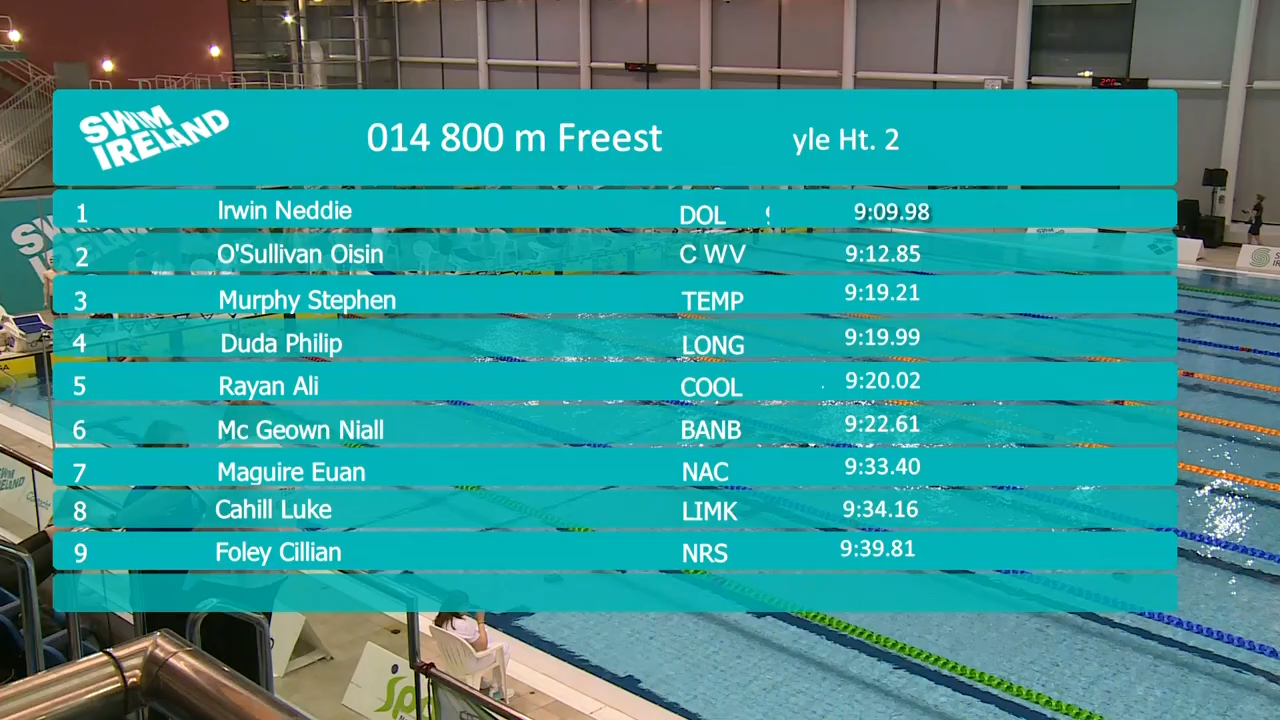 SWIM IRELAND
014 800 m Freest yle Ht. 2
1 Irwin Neddie DOL 9:09.98
2 O'Sullivan Oisin C WV 9:12.85
3 Murphy Stephen TEMP 9:19.21
4 Duda Philip LONG 9:19.99
5 Rayan Ali COOL . 9:20.02
6 Mc Geown Niall BANB 9:22.61
7 Maguire Euan NAC 9:33.40
8 Cahill Luke LIMK 9:34.16
9 Foley Cillian NRS 9:39.81